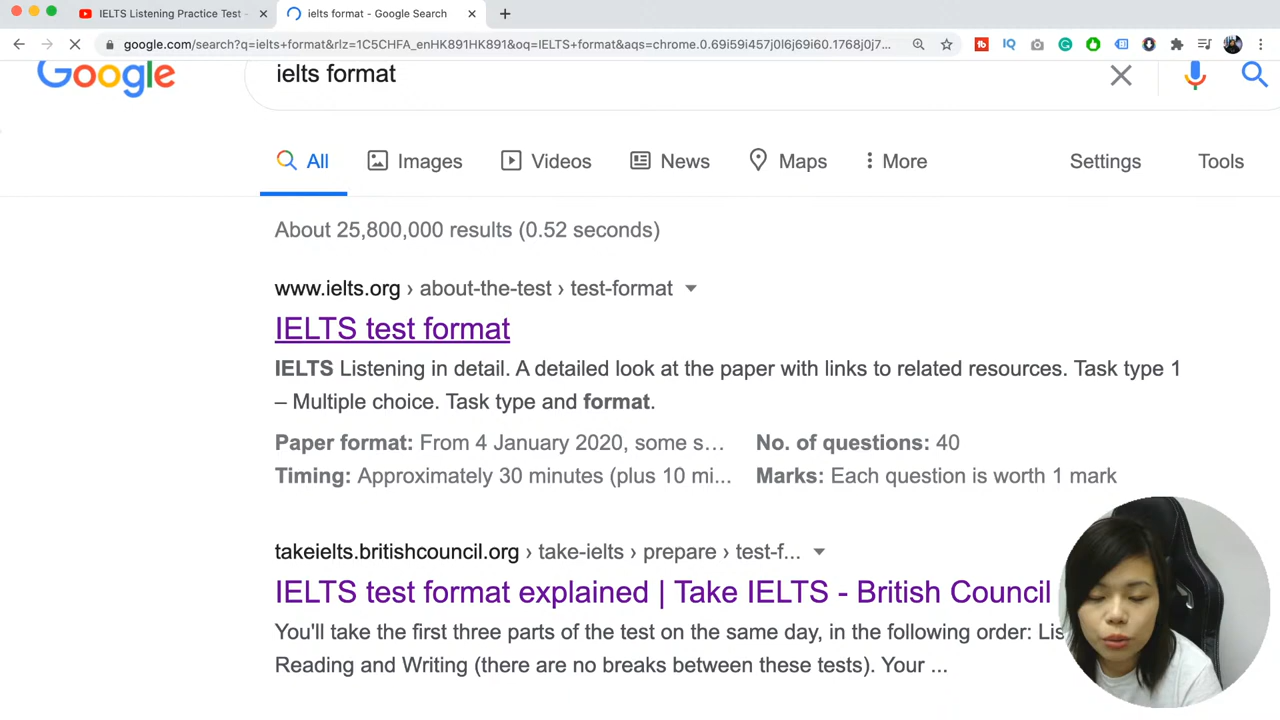 IELTS Listening Practice Test -
ielts format - Google Search
google.com/search?q=ielts+format&rlz=1C5CHFA_enHK891HK891&oq=IELTS+format&aqs=chrome.0.69i59i457j0l6j69i60.1768j0j7...
Google
ielts format
All Images Videos News Maps More Settings Tools
About 25,800,000 results (0.52 seconds)
www.ielts.org › about-the-test › test-format
IELTS test format
IELTS Listening in detail. A detailed look at the paper with links to related resources. Task type 1
– Multiple choice. Task type and format.
Paper format: From 4 January 2020, some s... No. of questions: 40
Timing: Approximately 30 minutes (plus 10 mi... Marks: Each question is worth 1 mark
takeielts.britishcouncil.org › take-ielts › prepare › test-f...
IELTS test format explained | Take IELTS - British Council
You'll take the first three parts of the test on the same day, in the following order: Lis
Reading and Writing (there are no breaks between these tests). Your ...